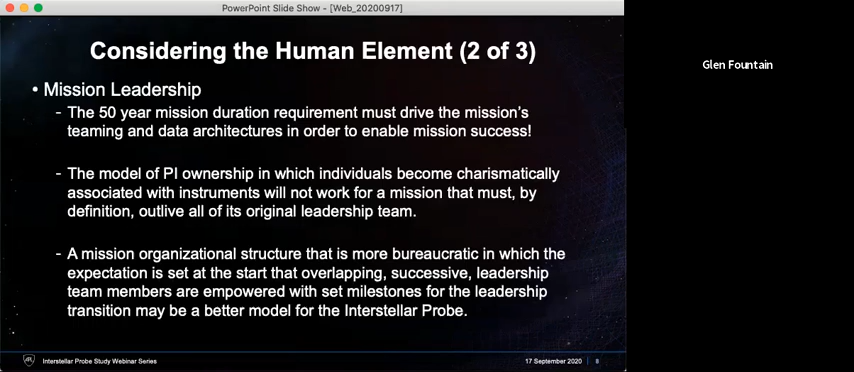 PowerPoint Slide Show - [Web_20200917]
Considering the Human Element (2 of 3)
• Mission Leadership
- The 50 year mission duration requirement must drive the mission's
teaming and data architectures in order to enable mission success!
- The model of PI ownership in which individuals become charismatically
associated with instruments will not work for a mission that must, by
definition, outlive all of its original leadership team.
- A mission organizational structure that is more bureaucratic in which the
expectation is set at the start that overlapping, successive, leadership
team members are empowered with set milestones for the leadership
transition may be a better model for the Interstellar Probe.
Interstellar Probe Study Webinar Series
17 September 2020 | 8
Glen Fountain